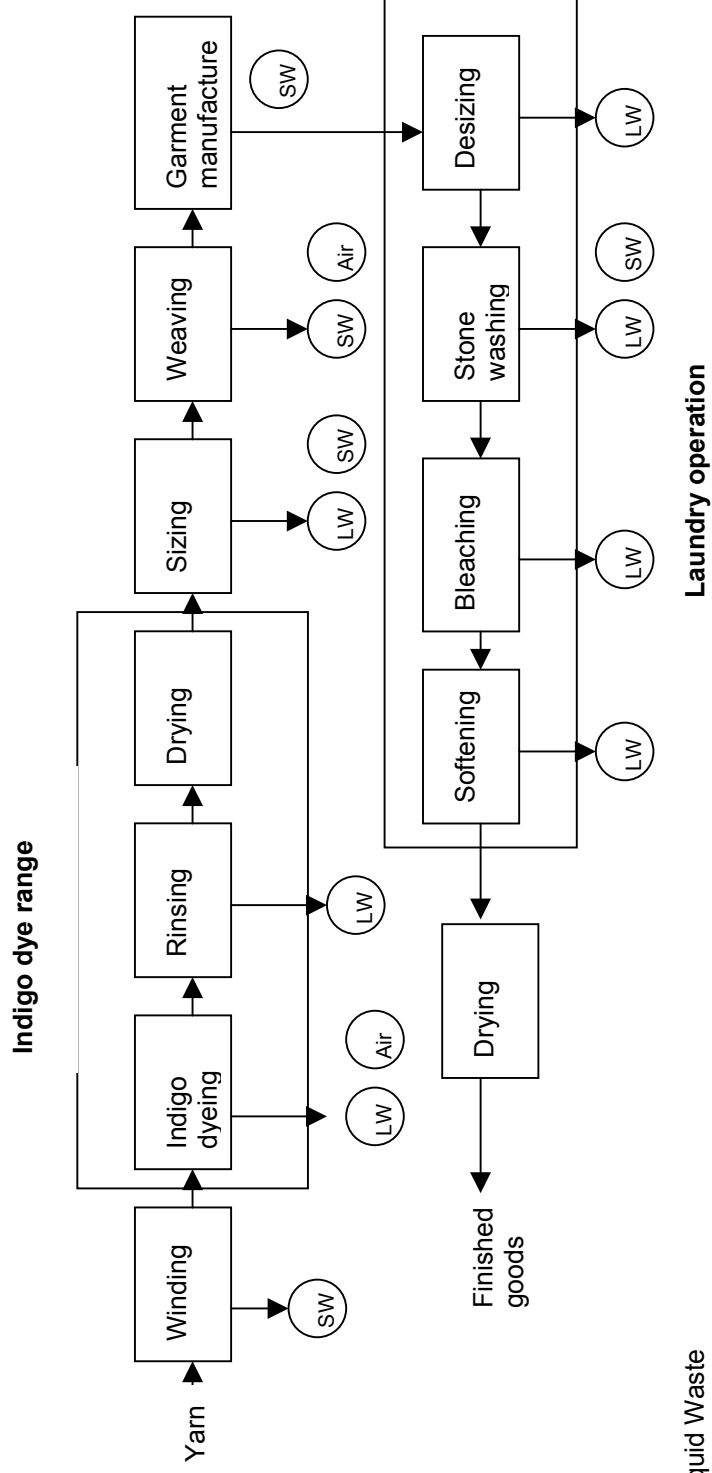 Indigo dye range
Yarn
Winding
SW
Indigo
dyeing
LW
Air
Rinsing
LW
Drying
Sizing
LW
SW
Weaving
SW
Air
Garment
manufacture
SW
Desizing
LW
Stone
washing
LW
SW
Bleaching
LW
Softening
LW
Drying
Finished
goods
Laundry operation
quid Waste